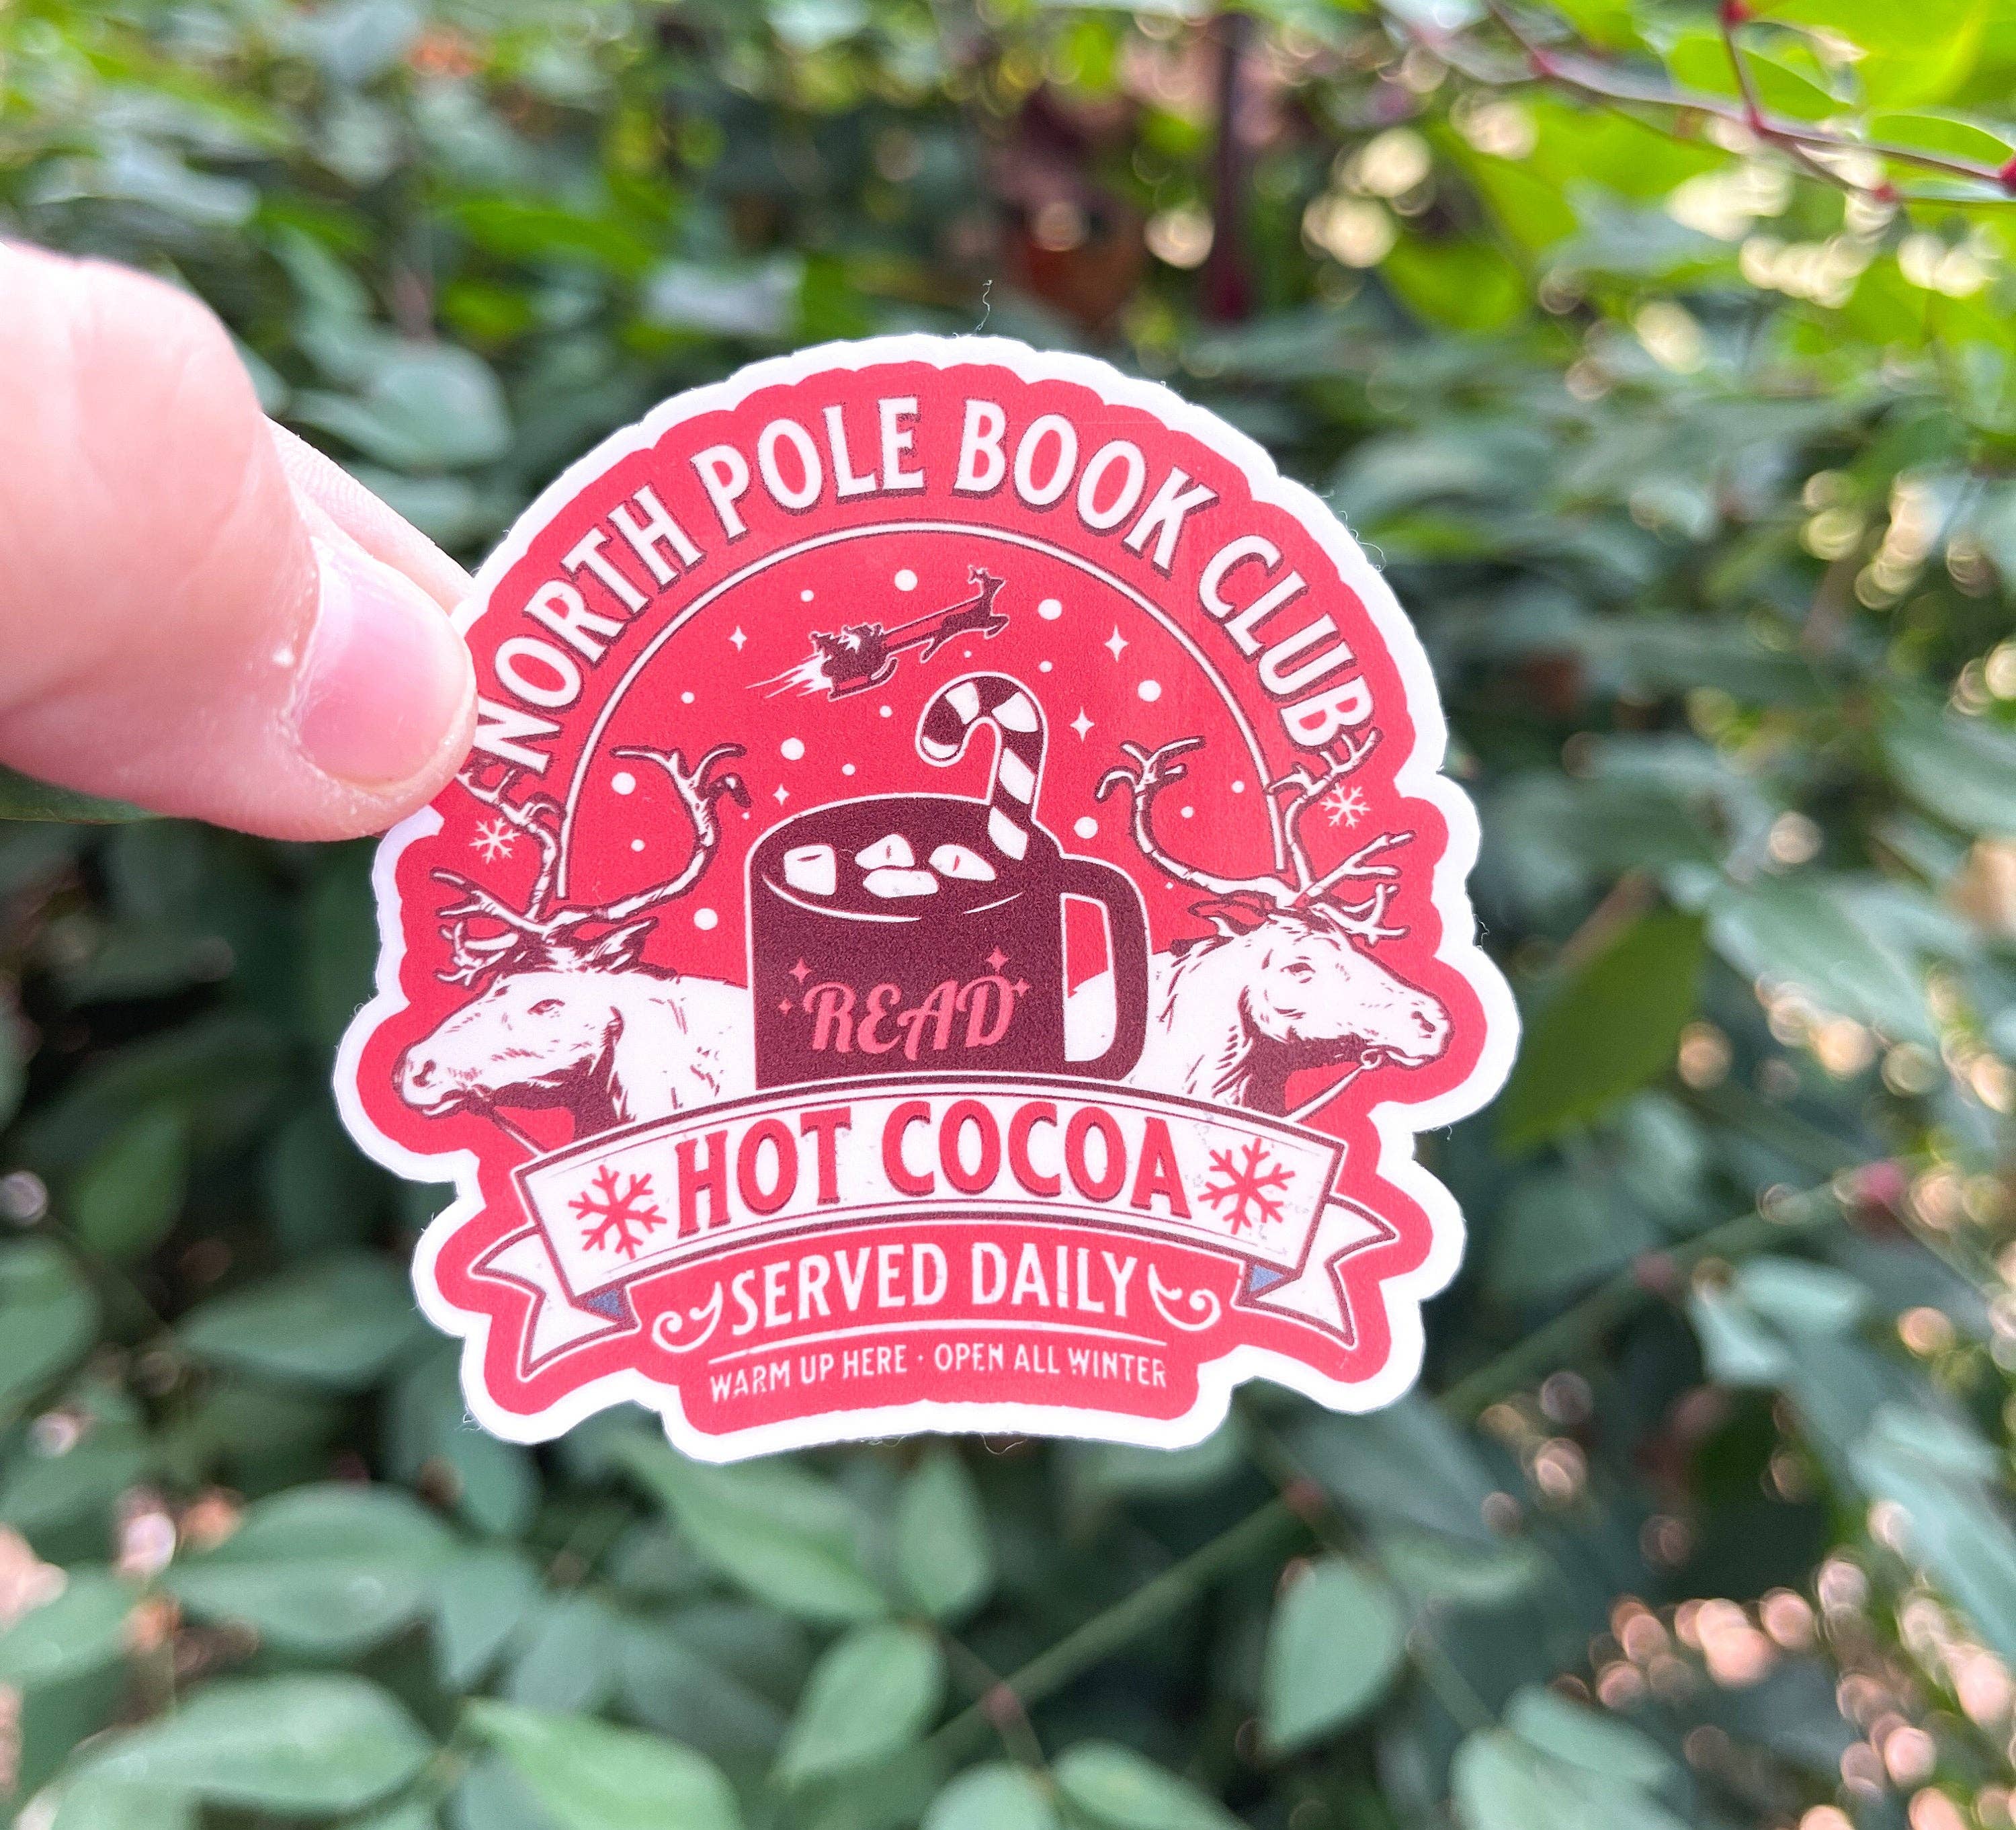 NORTH POLE BOOK CLUB
READ
HOT COCOA
SERVED DAILY
WARM UP HERE · OPEN ALL WINTER